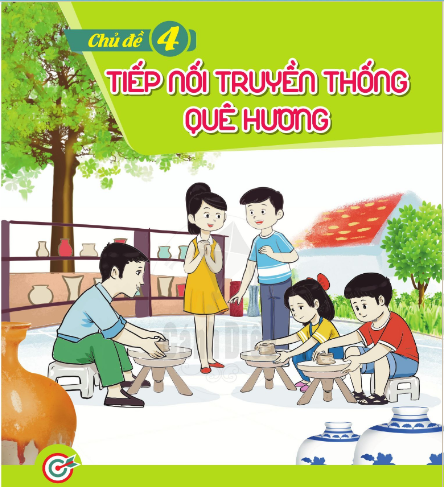 Chủ đề 4
TIẾP NỐI TRUYỀN THỐNG
QUÊ HƯƠNG